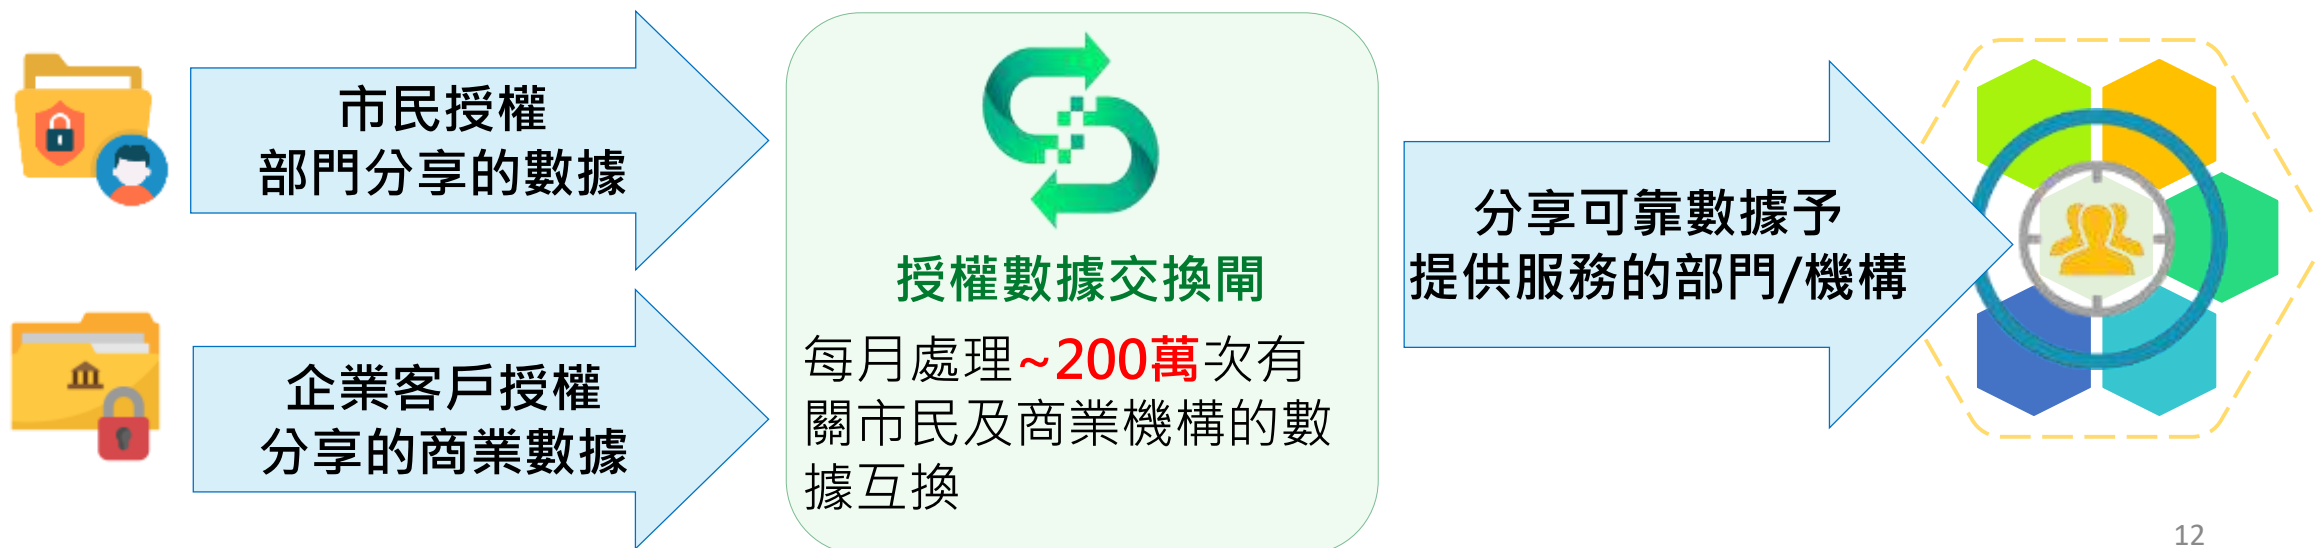 市民授權
部門分享的數據
企業客戶授權
分享的商業數據
授權數據交換閘
每月處理~200萬次有
關市民及商業機構的數
據互換
分享可靠數據予
提供服務的部門/機構
12